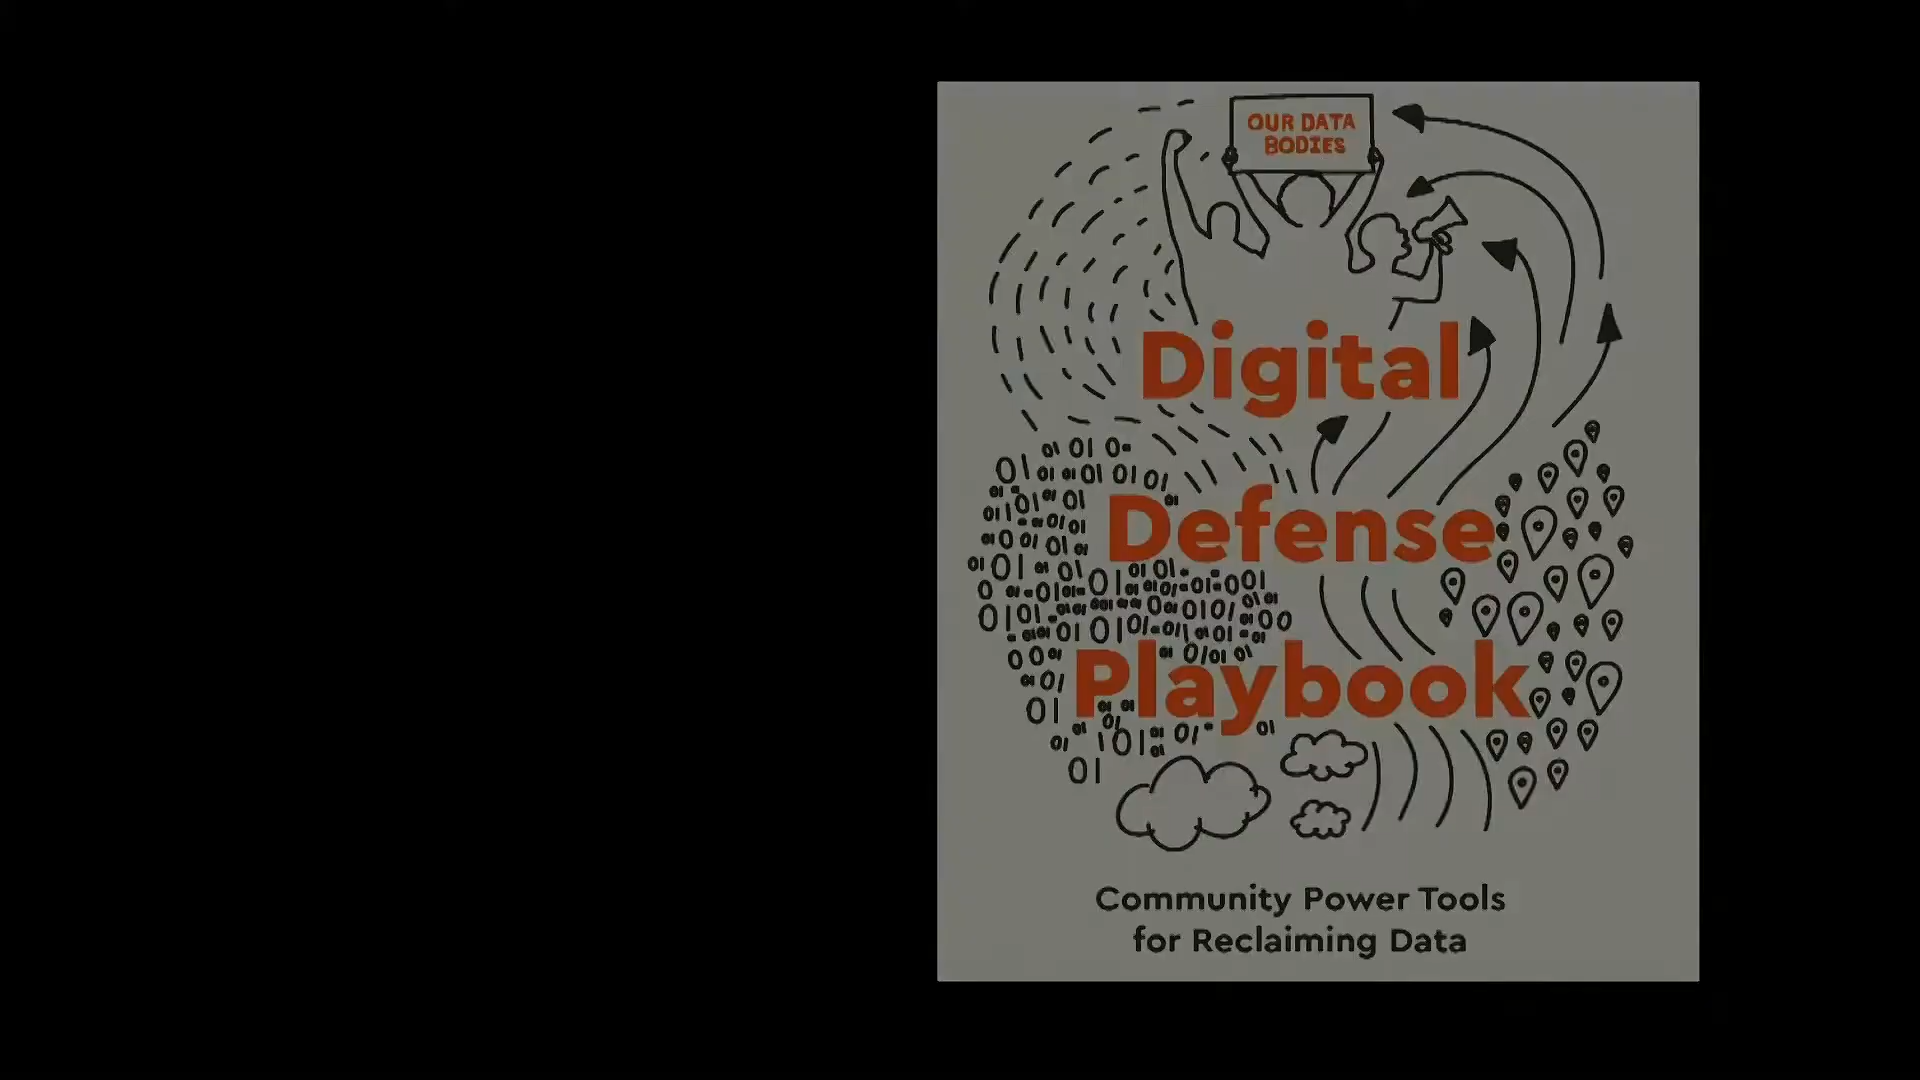 OUR DATA
BODIES
Digital
Defense
Playbook
Community Power Tools
for Reclaiming Data